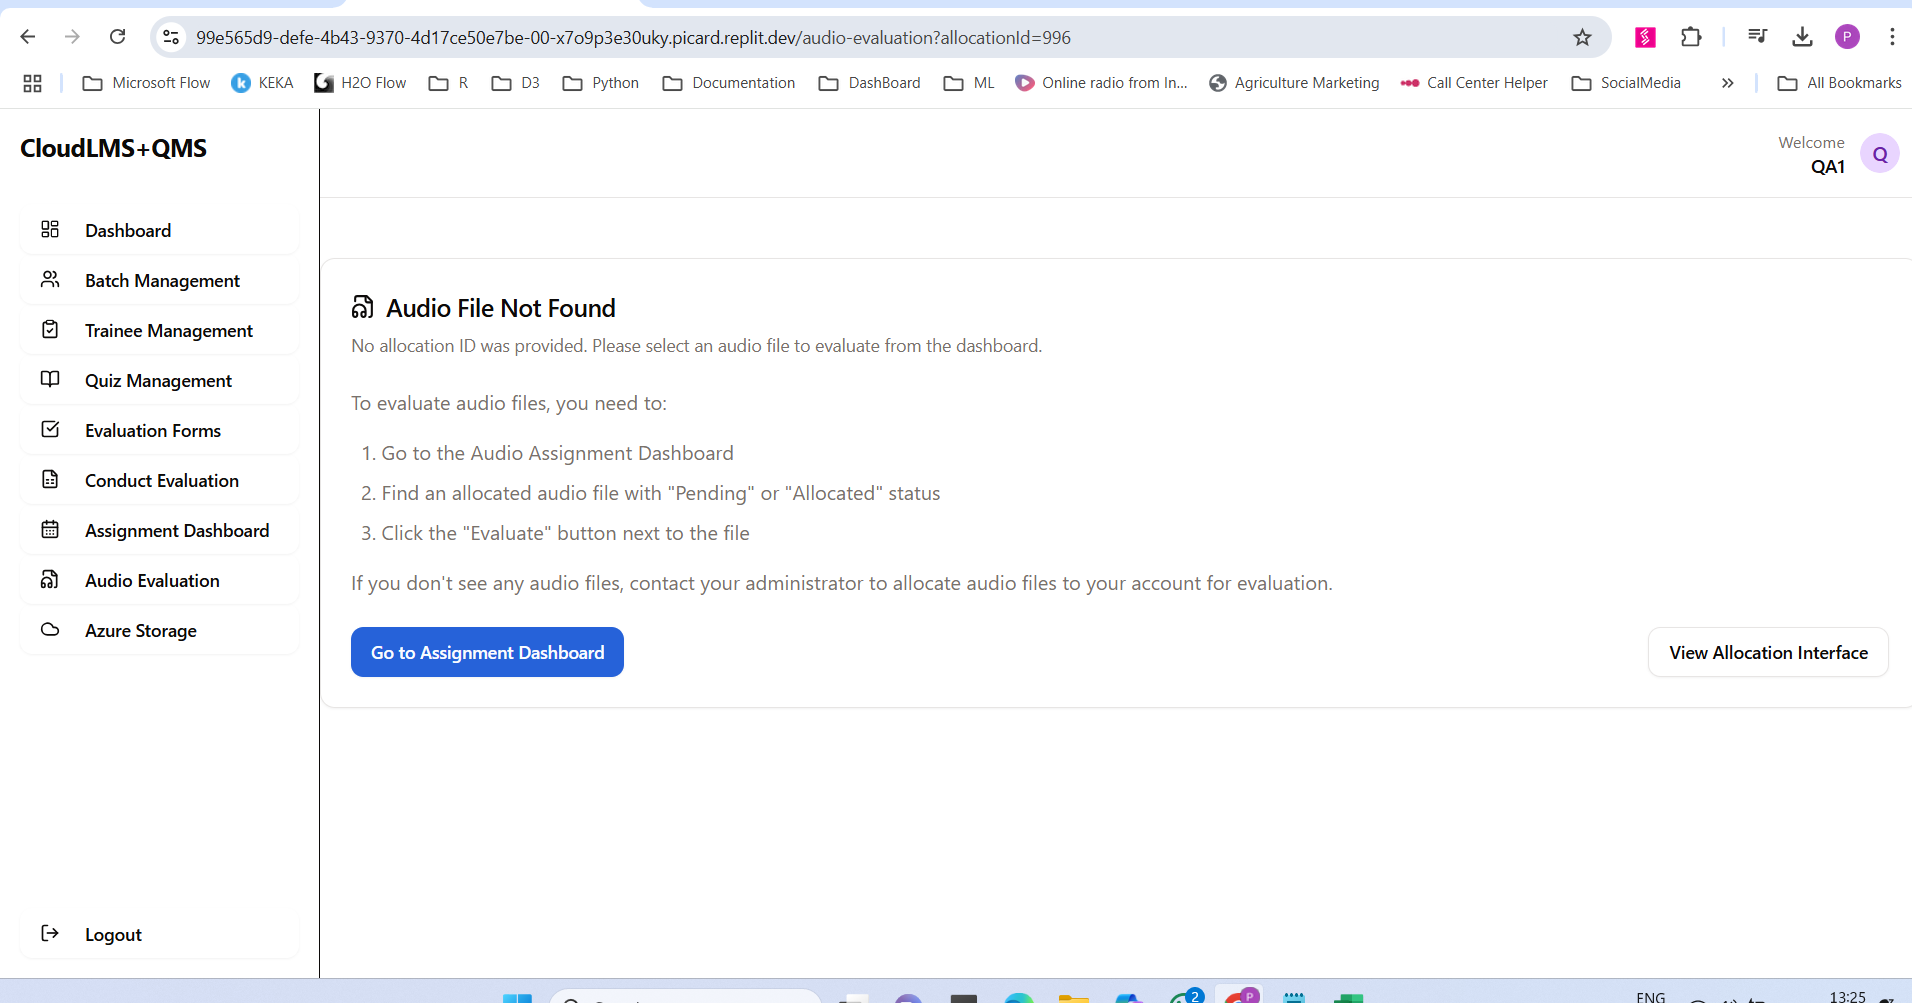 99e565d9-defe-4b43-9370-4d17ce50e7be-00-x7o9p3e30uky.picard.replit.dev/audio-evaluation?allocationId=996
P
Microsoft Flow
KEKA
H2O Flow
R
D3
Python
Documentation
DashBoard
ML
Online radio from In...
Agriculture Marketing
Call Center Helper
SocialMedia
All Bookmarks
CloudLMS+QMS
Welcome
QA1
Q
Dashboard
Batch Management
Trainee Management
Quiz Management
Evaluation Forms
Conduct Evaluation
Assignment Dashboard
Audio Evaluation
Azure Storage
Logout
Audio File Not Found
No allocation ID was provided. Please select an audio file to evaluate from the dashboard.
To evaluate audio files, you need to:
1. Go to the Audio Assignment Dashboard
2. Find an allocated audio file with "Pending" or "Allocated" status
3. Click the "Evaluate" button next to the file
If you don't see any audio files, contact your administrator to allocate audio files to your account for evaluation.
Go to Assignment Dashboard
View Allocation Interface
2
P
ENG
13:25